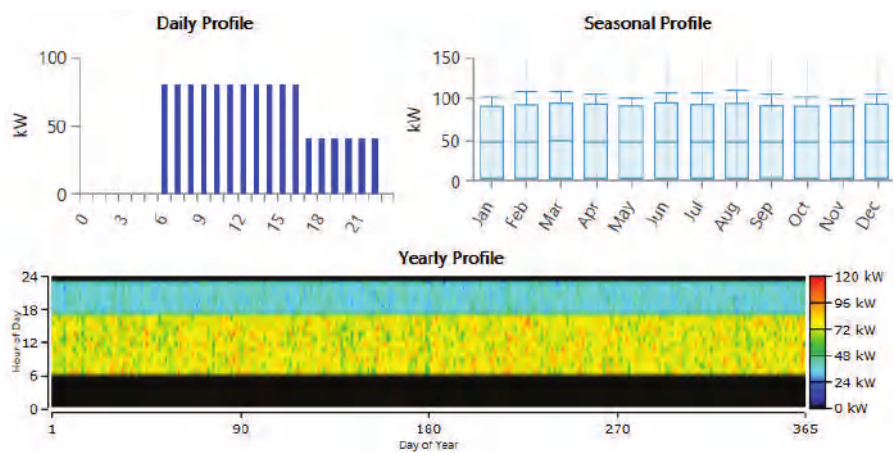 Daily Profile
100
50
0
kW
0 3 6 9 12 15 18 21
Seasonal Profile
150
100
50
0
kW
Jan Feb Mar Apr May Jun Jul Aug Sep Oct Nov Dec
Yearly Profile
24
18
12
6
0
Hour of Day
1 90 180 270 365
Day of Year
120 kW
96 kW
72 kW
48 kW
24 kW
0 kW